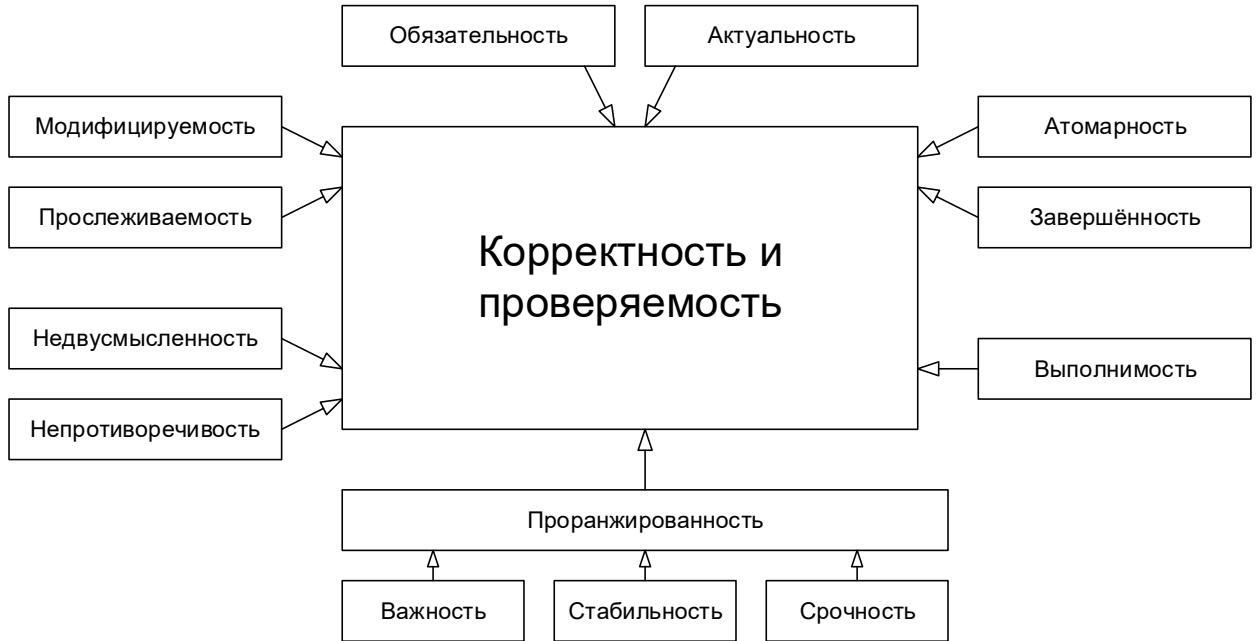 Обязательность
Актуальность
Модифицируемость
Атомарность
Прослеживаемость
Завершённость
Корректность и
проверяемость
Недвусмысленность
Выполнимость
Непротиворечивость
Проранжированность
Важность
Стабильность
Срочность